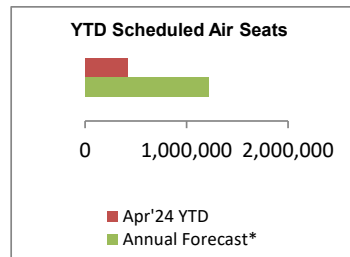 YTD Scheduled Air Seats
0 1,000,000 2,000,000
Apr'24 YTD
Annual Forecast*